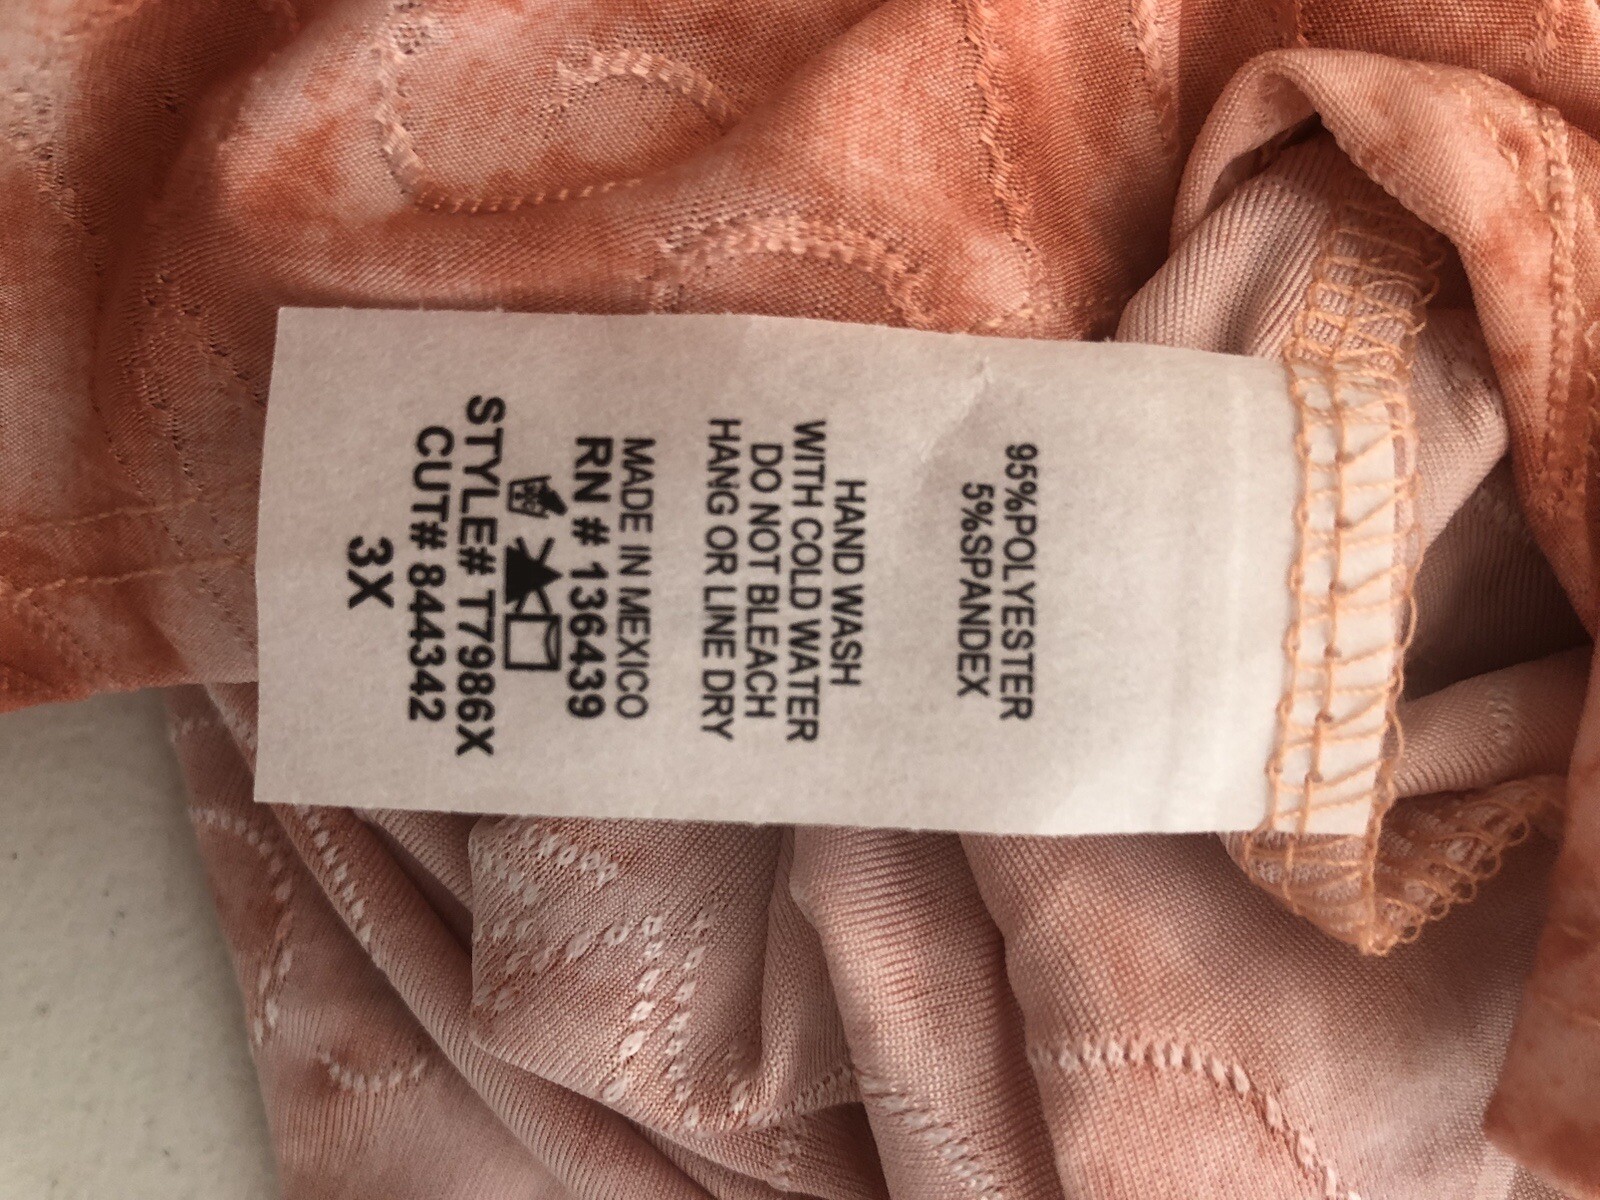 95%POLYESTER
5%SPANDEX
HAND WASH
WITH COLD WATER
DO NOT BLEACH
HANG OR LINE DRY
MADE IN MEXICO
RN # 136439
STYLE# T7986X
CUT# 844342
3X